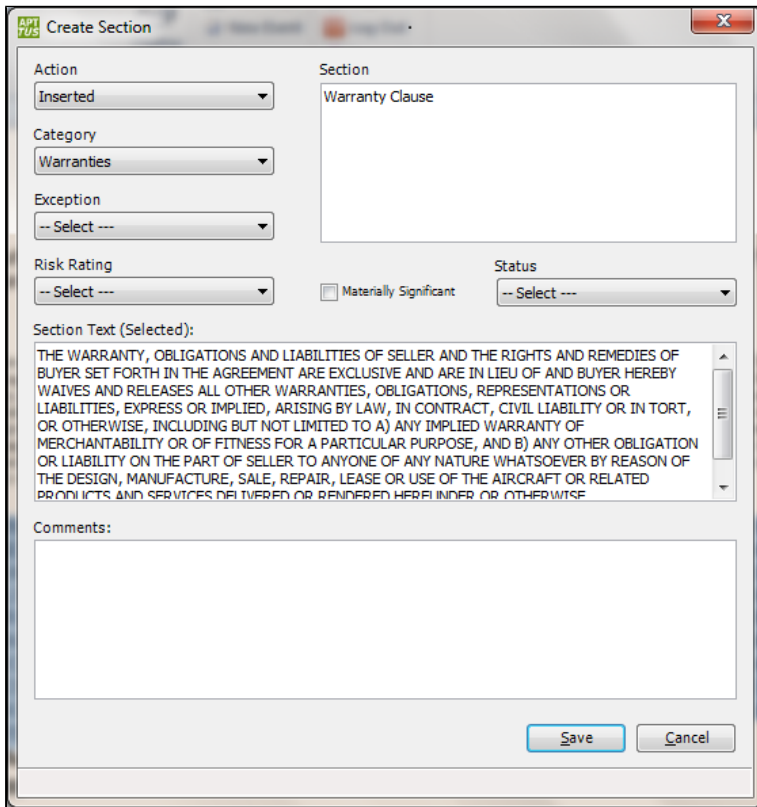 APT
TUS
Create Section
Action
Section
Inserted
Warranty Clause
Category
Warranties
Exception
-- Select ---
Risk Rating
Status
-- Select ---
Materially Significant
-- Select ---
Section Text (Selected):
THE WARRANTY, OBLIGATIONS AND LIABILITIES OF SELLER AND THE RIGHTS AND REMEDIES OF
BUYER SET FORTH IN THE AGREEMENT ARE EXCLUSIVE AND ARE IN LIEU OF AND BUYER HEREBY
WAIVES AND RELEASES ALL OTHER WARRANTIES, OBLIGATIONS, REPRESENTATIONS OR
LIABILITIES, EXPRESS OR IMPLIED, ARISING BY LAW, IN CONTRACT, CIVIL LIABILITY OR IN TORT,
OR OTHERWISE, INCLUDING BUT NOT LIMITED TO A) ANY IMPLIED WARRANTY OF
MERCHANTABILITY OR OF FITNESS FOR A PARTICULAR PURPOSE, AND B) ANY OTHER OBLIGATION
OR LIABILITY ON THE PART OF SELLER TO ANYONE OF ANY NATURE WHATSOEVER BY REASON OF
THE DESIGN, MANUFACTURE, SALE, REPAIR, LEASE OR USE OF THE AIRCRAFT OR RELATED
PRODUCTS AND SERVICES DELIVERED OR RENDERED HEREUNDER OR OTHERWISE
Comments:
Save
Cancel